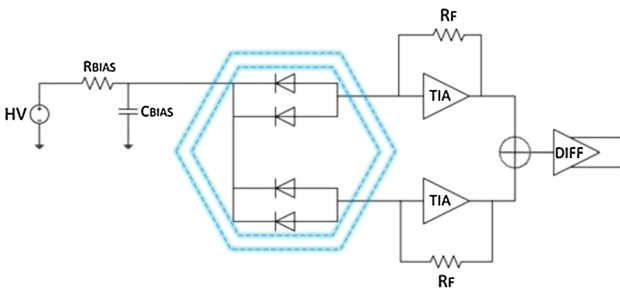 RF
RBIAS
TIA
HV
CBIAS
DIFF
TIA
RF